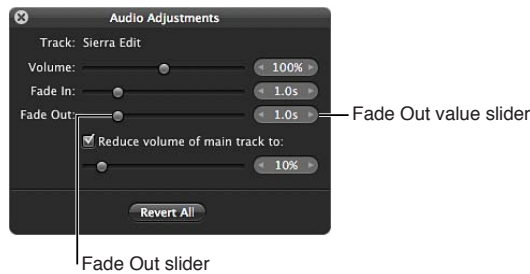 Audio Adjustments
Track: Sierra Edit
Volume: 100%
Fade In: 1.0s
Fade Out: 1.0s Fade Out value slider
Reduce volume of main track to:
10%
Revert All
Fade Out slider